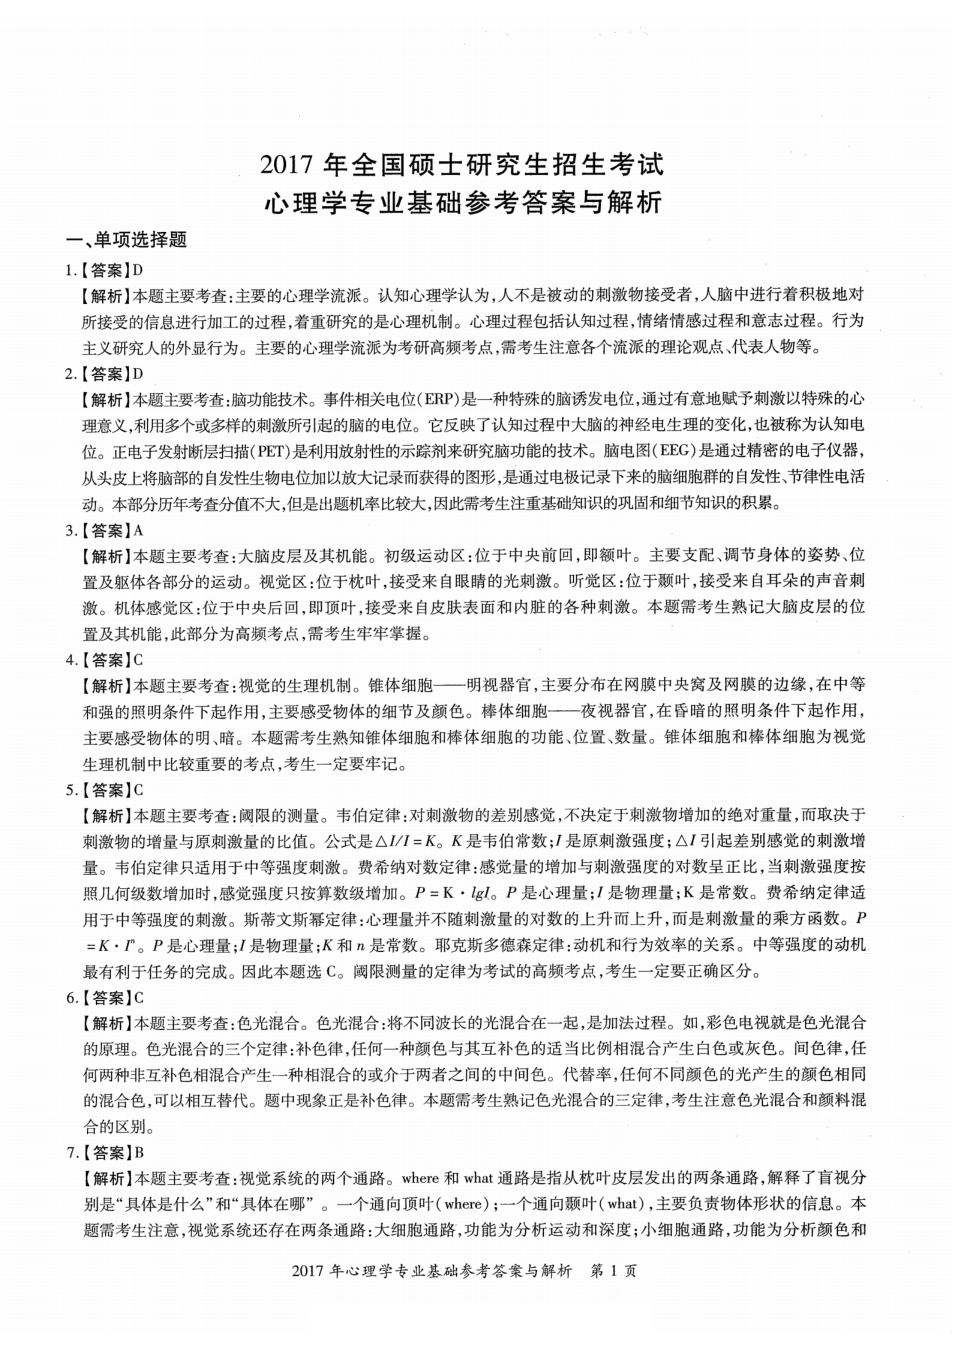 2017 年全国硕士研究生招生考试
心理学专业基础参考答案与解析
一、单项选择题
1.【答案】D
【解析】本题主要考查:主要的心理学流派。认知心理学认为,人不是被动的刺激物接受者,人脑中进行着积极地对
所接受的信息进行加工的过程,着重研究的是心理机制。心理过程包括认知过程,情绪情感过程和意志过程。行为
主义研究人的外显行为。主要的心理学流派为考研高频考点,需考生注意各个流派的理论观点、代表人物等。
2.【答案】D
【解析】本题主要考查:脑功能技术。事件相关电位(ERP)是一种特殊的脑诱发电位,通过有意地赋予刺激以特殊的心
理意义,利用多个或多样的刺激所引起的脑的电位。它反映了认知过程中大脑的神经电生理的变化,也被称为认知电
位。正电子发射断层扫描(PET)是利用放射性的示踪剂来研究脑功能的技术。脑电图(EEG)是通过精密的电子仪器,
从头皮上将脑部的自发性生物电位加以放大记录而获得的图形,是通过电极记录下来的脑细胞群的自发性、节律性电活
动。本部分历年考查分值不大,但是出题机率比较大,因此需考生注重基础知识的巩固和细节知识的积累。
3.【答案】A
【解析】本题主要考查:大脑皮层及其机能。初级运动区:位于中央前回,即额叶。主要支配、调节身体的姿势、位
置及躯体各部分的运动。视觉区:位于枕叶,接受来自眼睛的光刺激。听觉区:位于颞叶,接受来自耳朵的声音刺
激。机体感觉区:位于中央后回,即顶叶,接受来自皮肤表面和内脏的各种刺激。本题需考生熟记大脑皮层的位
置及其机能,此部分为高频考点,需考生牢牢掌握。
4.【答案】C
【解析】本题主要考查:视觉的生理机制。锥体细胞——明视器官,主要分布在网膜中央窝及网膜的边缘,在中等
和强的照明条件下起作用,主要感受物体的细节及颜色。棒体细胞——夜视器官,在昏暗的照明条件下起作用,
主要感受物体的明、暗。本题需考生熟知锥体细胞和棒体细胞的功能、位置、数量。锥体细胞和棒体细胞为视觉
生理机制中比较重要的考点,考生一定要牢记。
5.【答案】C
【解析】本题主要考查:阈限的测量。韦伯定律:对刺激物的差别感觉,不决定于刺激物增加的绝对重量,而取决于
刺激物的增量与原刺激量的比值。公式是△I/I=K。K 是韦伯常数;I 是原刺激强度;△I 引起差别感觉的刺激增
量。韦伯定律只适用于中等强度刺激。费希纳对数定律:感觉量的增加与刺激强度的对数呈正比,当刺激强度按
照几何级数增加时,感觉强度只按算数级增加。P=K·lgI。P 是心理量;I 是物理量;K 是常数。费希纳定律适
用于中等强度的刺激。斯蒂文斯幂定律:心理量并不随刺激量的对数的上升而上升,而是刺激量的乘方函数。P
=K·Iⁿ。P 是心理量;I 是物理量;K 和 n 是常数。耶克斯多德森定律:动机和行为效率的关系。中等强度的动机
最有利于任务的完成。因此本题选 C。阈限测量的定律为考试的高频考点,考生一定要正确区分。
6.【答案】C
【解析】本题主要考查:色光混合。色光混合:将不同波长的光混合在一起,是加法过程。如,彩色电视就是色光混合
的原理。色光混合的三个定律:补色律,任何一种颜色与其互补色的适当比例相混合产生白色或灰色。间色律,任
何两种非互补色相混合产生一种相混合的或介于两者之间的中间色。代替率,任何不同颜色的光产生的颜色相同
的混合色,可以相互替代。题中现象正是补色律。本题需考生熟记色光混合的三定律,考生注意色光混合和颜料混
合的区别。
7.【答案】B
【解析】本题主要考查:视觉系统的两个通路。where 和 what 通路是指从枕叶皮层发出的两条通路,解释了盲视分
别是“具体是什么”和“具体在哪”。一个通向顶叶(where);一个通向颞叶(what),主要负责物体形状的信息。本
题需考生注意,视觉系统还存在两条通路:大细胞通路,功能为分析运动和深度;小细胞通路,功能为分析颜色和
2017 年心理学专业基础参考答案与解析 第 1 页